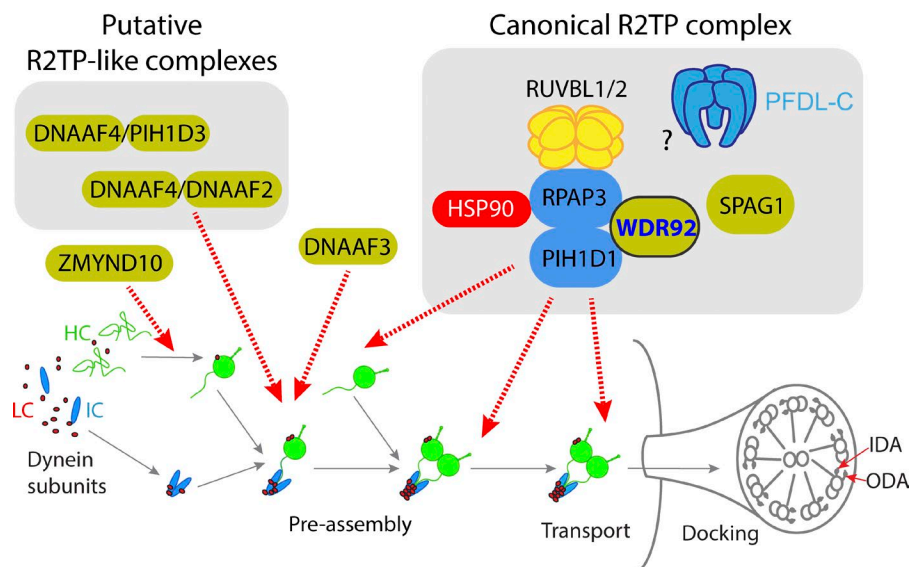 Putative
R2TP-like complexes
DNAAF4/PIH1D3
DNAAF4/DNAAF2
ZMYND10
DNAAF3
Canonical R2TP complex
RUVBL1/2
PFDL-C
?
HSP90
RPAP3
WDR92
SPAG1
PIH1D1
HC
LC
IC
Dynein
subunits
Pre-assembly
Transport
Docking
IDA
ODA